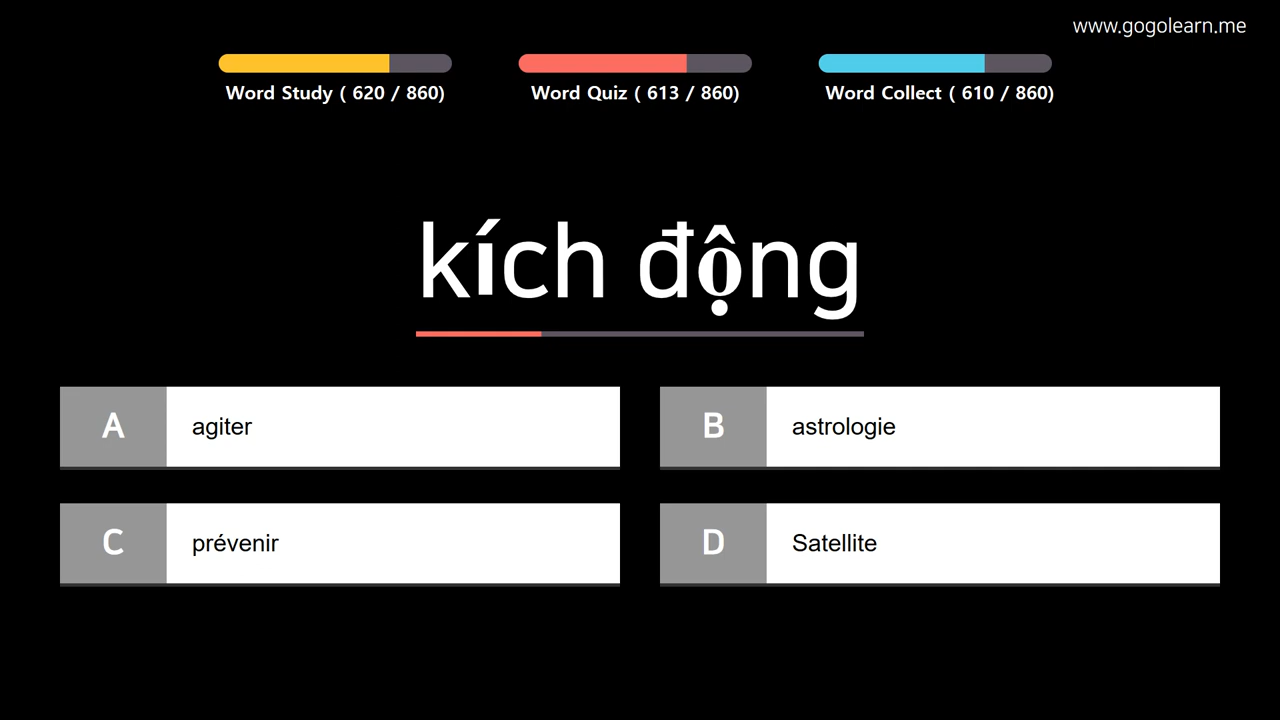 www.gogolearn.me
Word Study ( 620 / 860)
Word Quiz ( 613 / 860)
Word Collect ( 610 / 860)
kích động
A agiter
B astrologie
C prévenir
D Satellite